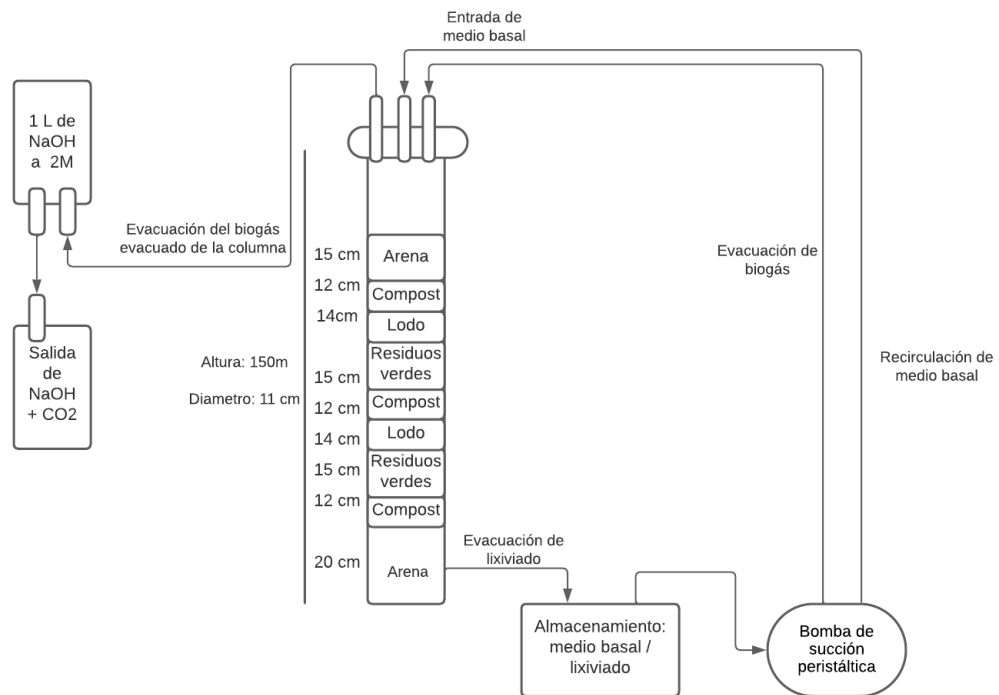 Entrada de
medio basal
1 L de
NaOH
a 2M
Evacuación del biogás
evacuado de la columna
Salida
de
NaOH
+ CO2
Altura: 150m
Diametro: 11 cm
15 cm
Arena
12 cm
Compost
14cm
Lodo
Residuos
verdes
15 cm
12 cm
Compost
14 cm
Lodo
Residuos
verdes
15 cm
12 cm
Compost
20 cm
Arena
Evacuación de
lixiviado
Almacenamiento:
medio basal /
lixiviado
Evacuación de
biogás
Recirculación de
medio basal
Bomba de
succión
peristáltica